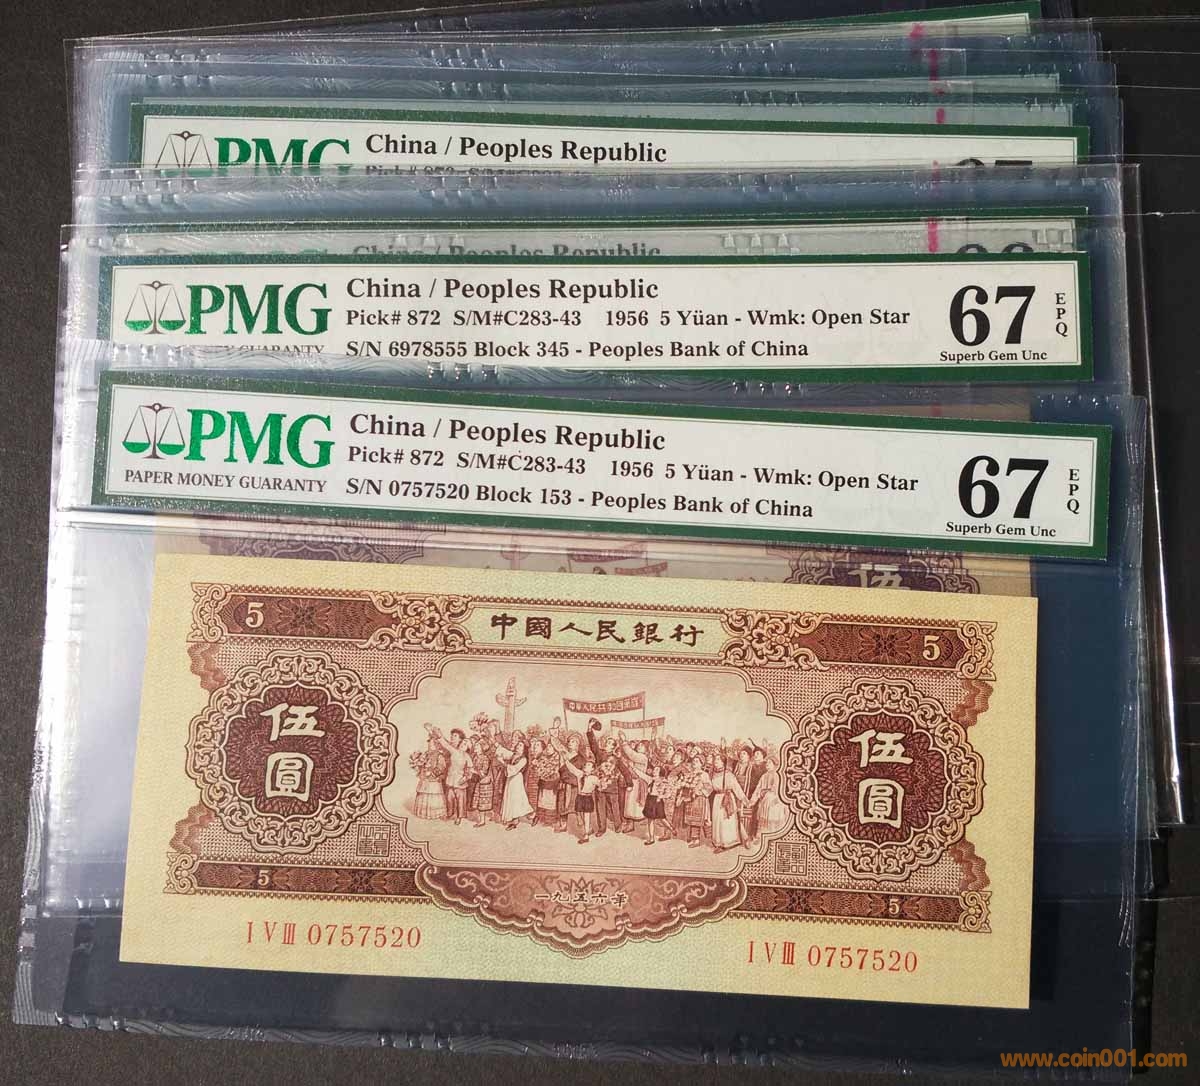 PMG
China / Peoples Republic
China / Peoples Republic
PMG
China / Peoples Republic
Pick# 872 S/M#C283-43 1956 5 Yüan - Wmk: Open Star
S/N 6978555 Block 345 - Peoples Bank of China
67
EPQ
Superb Gem Unc
PMG
PAPER MONEY GUARANTY
China / Peoples Republic
Pick# 872 S/M#C283-43 1956 5 Yüan - Wmk: Open Star
S/N 0757520 Block 153 - Peoples Bank of China
67
EPQ
Superb Gem Unc
伍
5
中國人民銀行
5
伍圓
伍圓
5
一九五六年
5
I V III 0757520
I V III 0757520
www.coin001.com